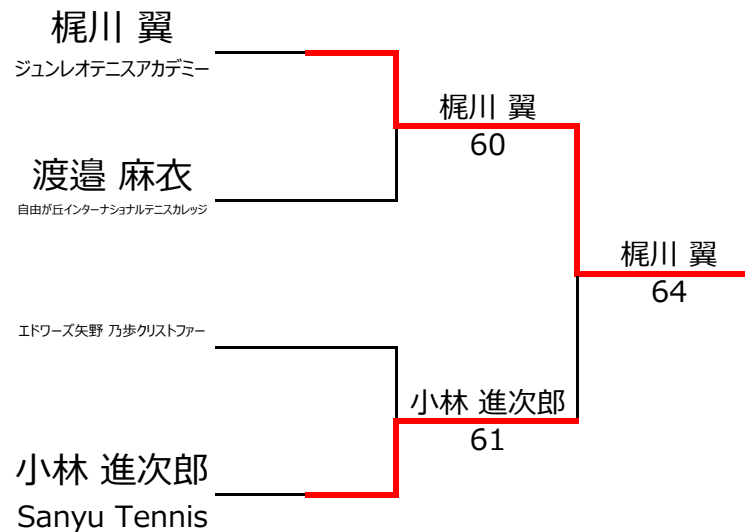 梶川 翼
ジュンレオテニスアカデミー
梶川 翼
60
渡邉 麻衣
自由が丘インターナショナルテニスカレッジ
梶川 翼
64
エドワーズ矢野 乃歩クリストファー
小林 進次郎
61
小林 進次郎
Sanyu Tennis